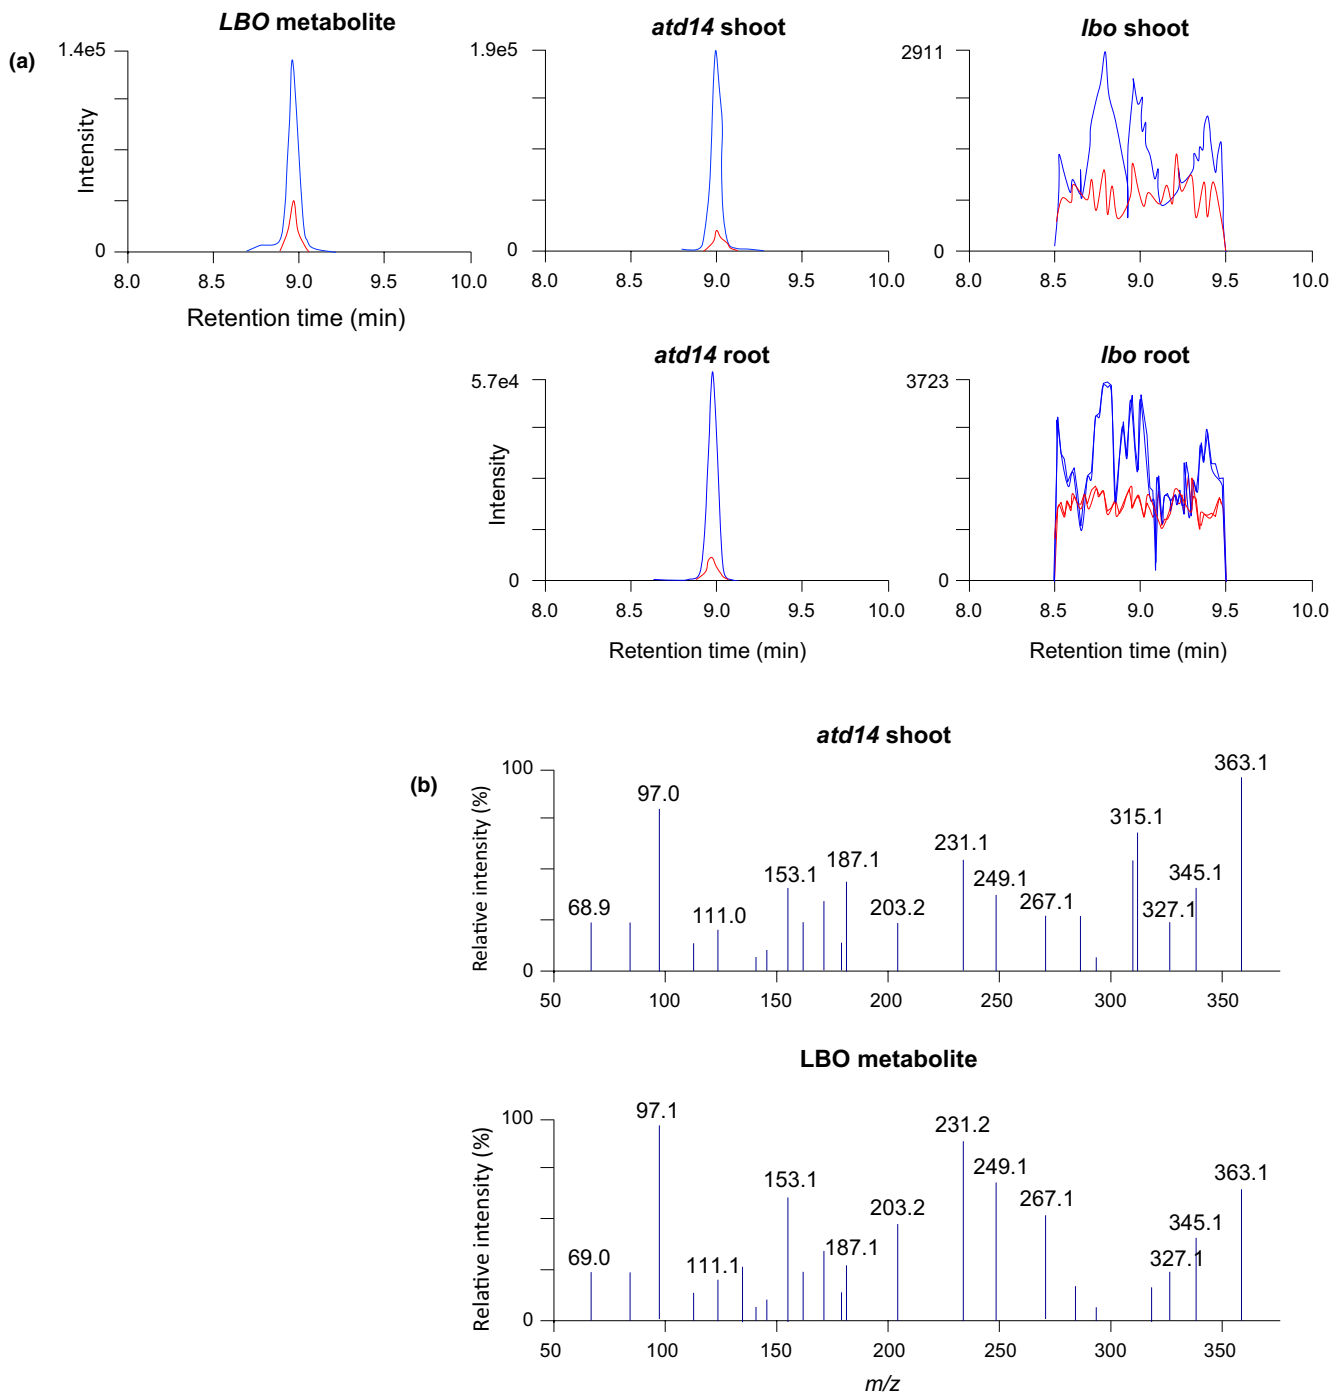 (a)
LBO metabolite
1.4e5
Intensity
0
8.0 8.5 9.0 9.5 10.0
Retention time (min)
atd14 shoot
1.9e5
0
8.0 8.5 9.0 9.5 10.0
lbo shoot
2911
0
8.0 8.5 9.0 9.5 10.0
atd14 root
5.7e4
Intensity
0
8.0 8.5 9.0 9.5 10.0
Retention time (min)
lbo root
3723
0
8.0 8.5 9.0 9.5 10.0
Retention time (min)
(b)
atd14 shoot
Relative intensity (%)
100
0
68.9 97.0 111.0 153.1 187.1 203.2 231.1 249.1 267.1 315.1 327.1 345.1 363.1
50 100 150 200 250 300 350
LBO metabolite
Relative intensity (%)
100
0
69.0 97.1 111.1 153.1 187.1 203.2 231.2 249.1 267.1 327.1 345.1 363.1
50 100 150 200 250 300 350
m/z